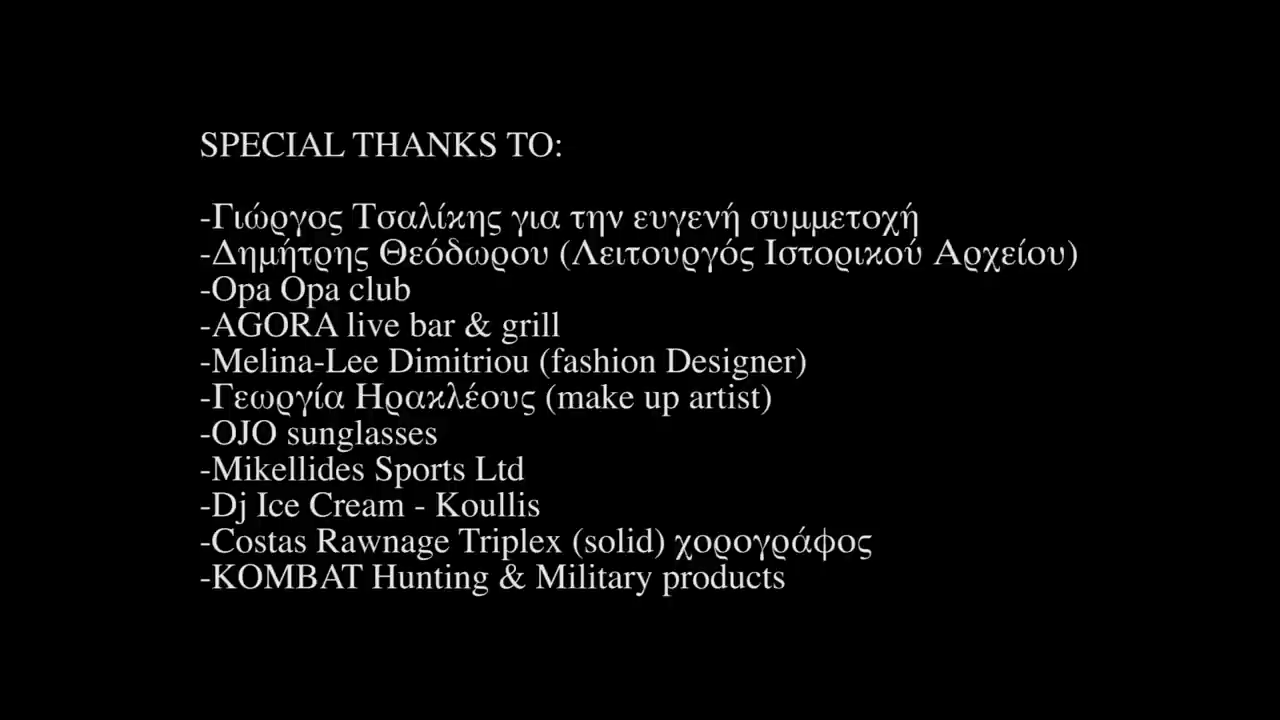 SPECIAL THANKS TO:
-Γιώργος Τσαλίκης για την ευγενή συμμετοχή
-Δημήτρης Θεόδωρου (Λειτουργός Ιστορικού Αρχείου)
-Opa Opa club
-AGORA live bar & grill
-Melina-Lee Dimitriou (fashion Designer)
-Γεωργία Ηρακλέους (make up artist)
-OJO sunglasses
-Mikellides Sports Ltd
-Dj Ice Cream - Koullis
-Costas Rawnage Triplex (solid) χορογράφος
-KOMBAT Hunting & Military products